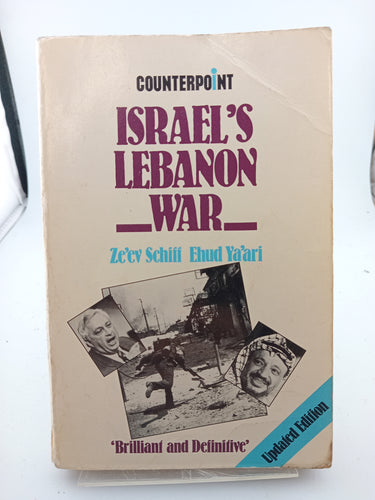 COUNTERPOINT
ISRAEL'S
LEBANON
WAR
Ze'ev Schiff Ehud Ya'ari
Updated Edition
'Brilliant and Definitive'